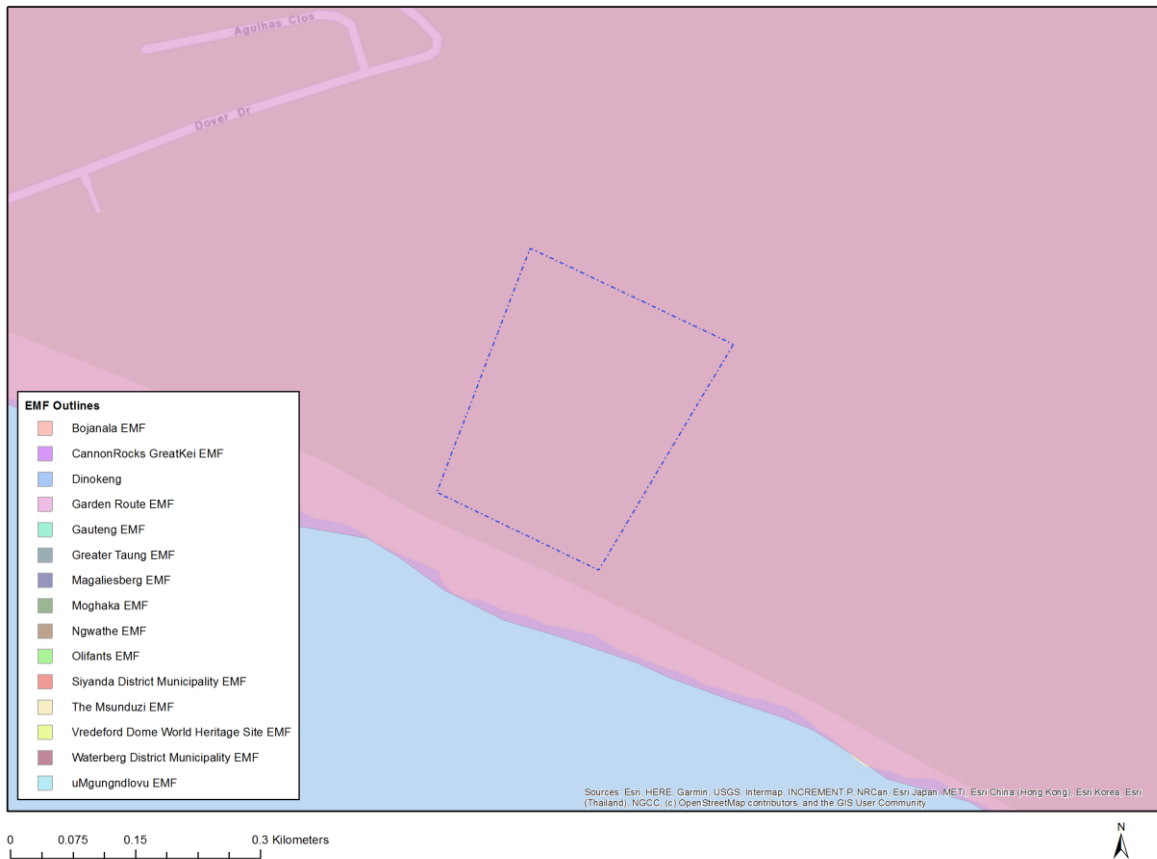 Agulhas Clos
Dover Dr
EMF Outlines
Bojanala EMF
CannonRocks GreatKei EMF
Dinokeng
Garden Route EMF
Gauteng EMF
Greater Taung EMF
Magaliesberg EMF
Moghaka EMF
Ngwathe EMF
Olifants EMF
Siyanda District Municipality EMF
The Msunduzi EMF
Vredeford Dome World Heritage Site EMF
Waterberg District Municipality EMF
uMgungndlovu EMF
Sources: Esri, HERE, Garmin, USGS, Intermap, INCREMENT P, NRCan, Esri Japan, METI, Esri China (Hong Kong), Esri Korea, Esri
(Thailand), NGCC, (c) OpenStreetMap contributors, and the GIS User Community
0 0.075 0.15 0.3 Kilometers
N